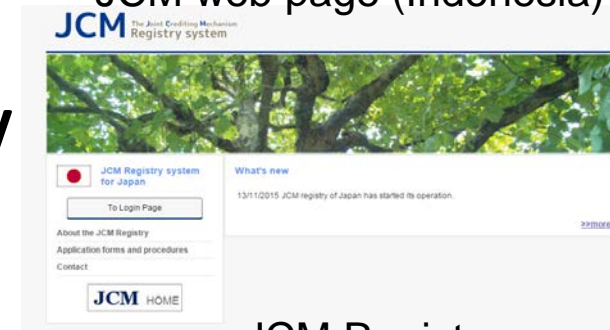 JCM web page (Indonesia)
JCM The Joint Crediting Mechanism
Registry system
JCM Registry system
for Japan
To Login Page
About the JCM Registry
Application forms and procedures
Contact
JCM HOME
What's new
13/11/2015 JCM registry of Japan has started its operation.
>>more
JCM Registry